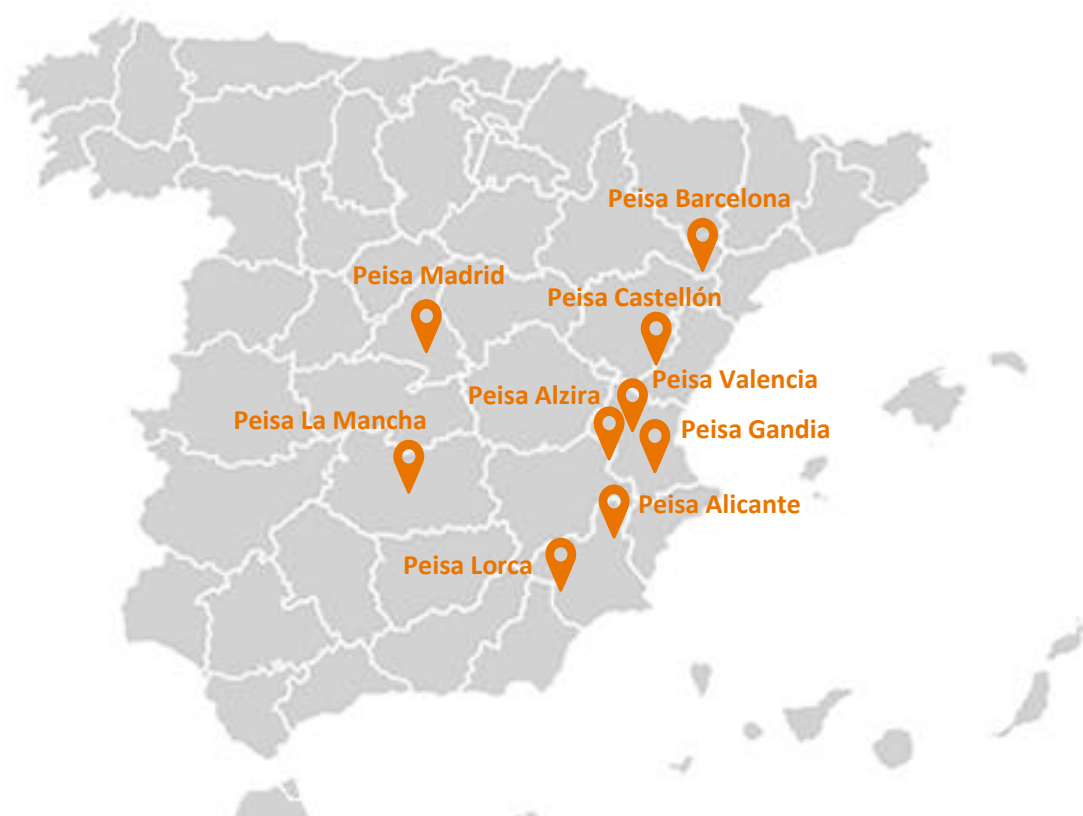 Peisa Barcelona
Peisa Madrid
Peisa Castellón
Peisa Valencia
Peisa Alzira
Peisa La Mancha
Peisa Gandia
Peisa Alicante
Peisa Lorca